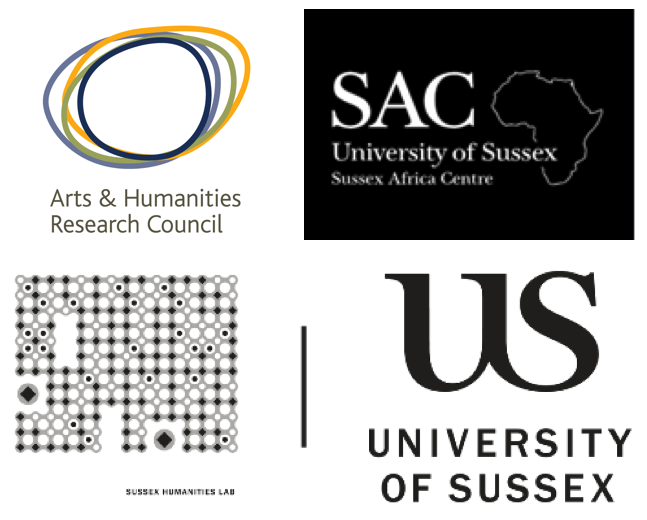 Arts & Humanities
Research Council
SAC
University of Sussex
Sussex Africa Centre
SUSSEX HUMANITIES LAB
us
UNIVERSITY
OF SUSSEX